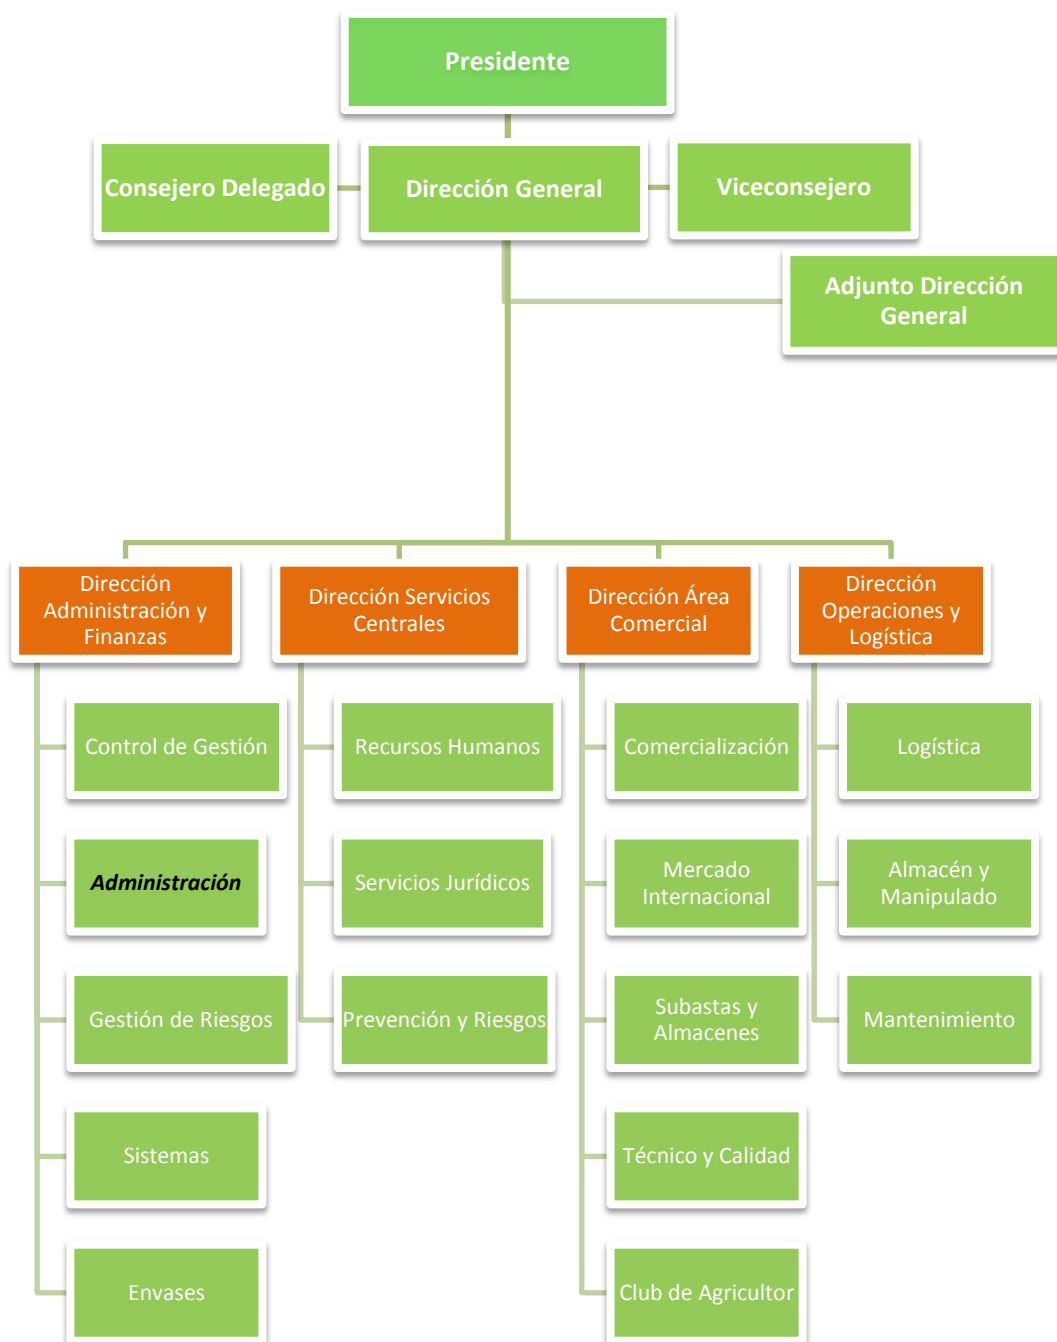 Presidente
Consejero Delegado
Dirección General
Viceconsejero
Adjunto Dirección
General
Dirección
Administración y
Finanzas
Dirección Servicios
Centrales
Dirección Área
Comercial
Dirección
Operaciones y
Logística
Control de Gestión
Recursos Humanos
Comercialización
Logística
Administración
Servicios Jurídicos
Mercado
Internacional
Almacén y
Manipulado
Gestión de Riesgos
Prevención y Riesgos
Subastas y
Almacenes
Mantenimiento
Sistemas
Técnico y Calidad
Envases
Club de Agricultor